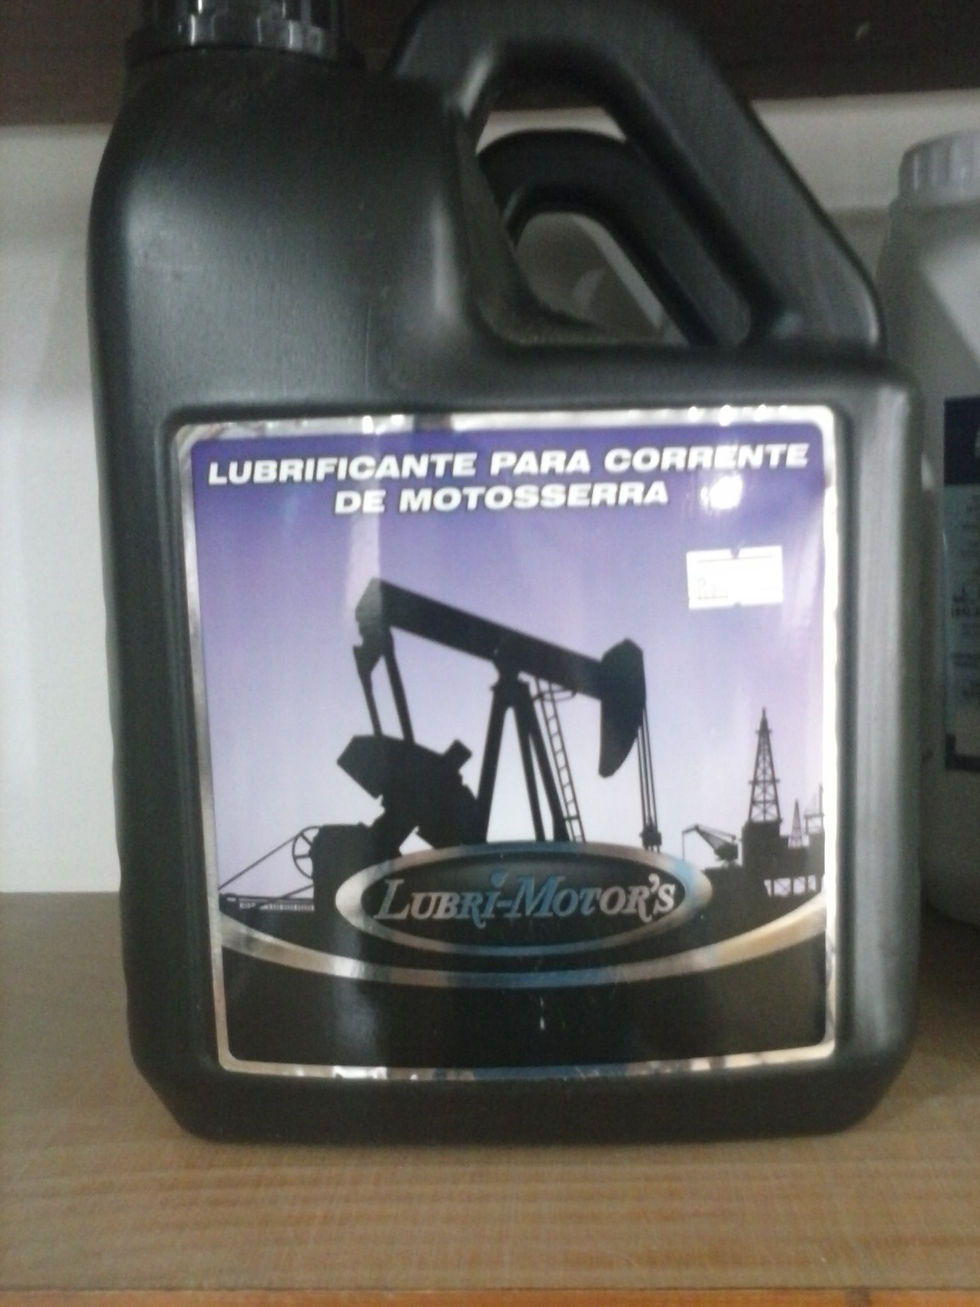 LUBRIFICANTE PARA CORRENTE
DE MOTOSSERRA
LUBRi-MOTOR'S